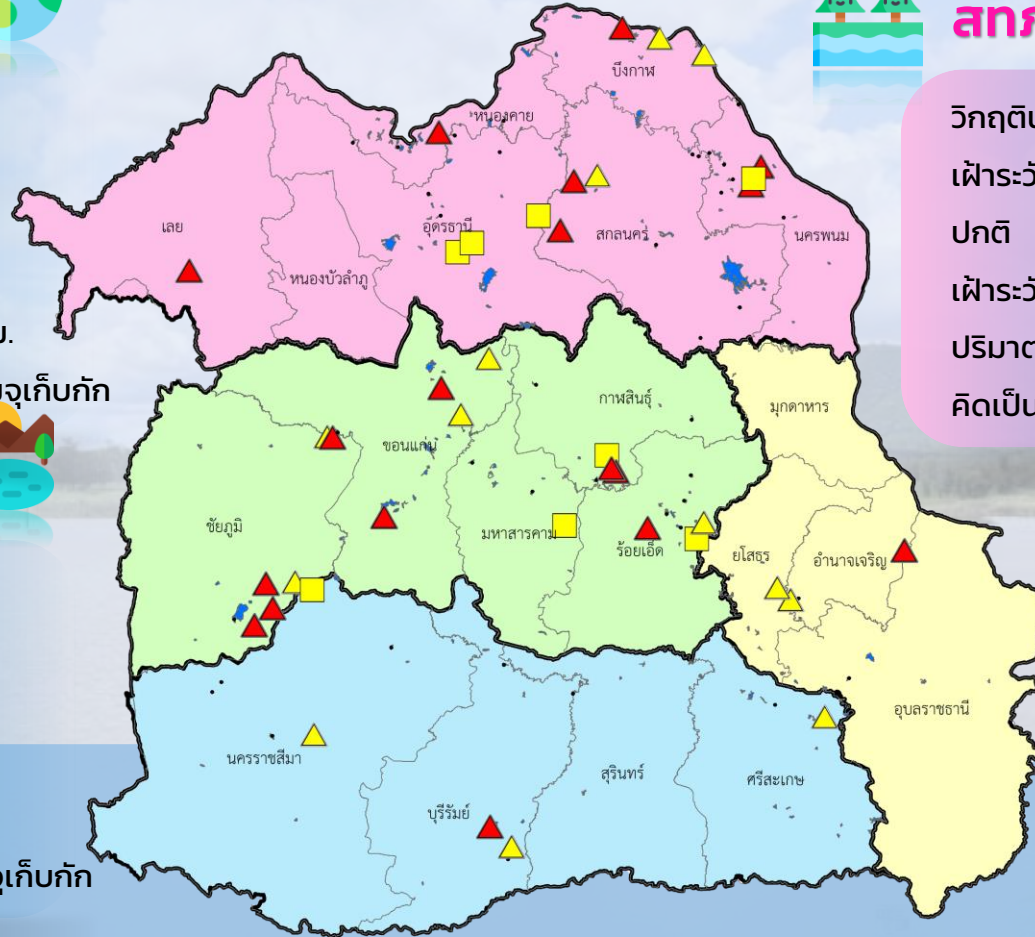 สทภ
วิกฤติน
เฝ้าระวั
ปกติ
เฝ้าระวั
ปริมาต
คิดเป็น
ม.
จุเก็บกัก
จุเก็บกัก
บึงกาฬ
หนองคาย
เลย
อุดรธานี
สกลนคร
นครพนม
หนองบัวลำภู
กาฬสินธุ์
มุกดาหาร
ขอนแก่น
ชัยภูมิ
มหาสารคาม
ร้อยเอ็ด
ยโสธร
อำนาจเจริญ
อุบลราชธานี
นครราชสีมา
สุรินทร์
ศรีสะเกษ
บุรีรัมย์